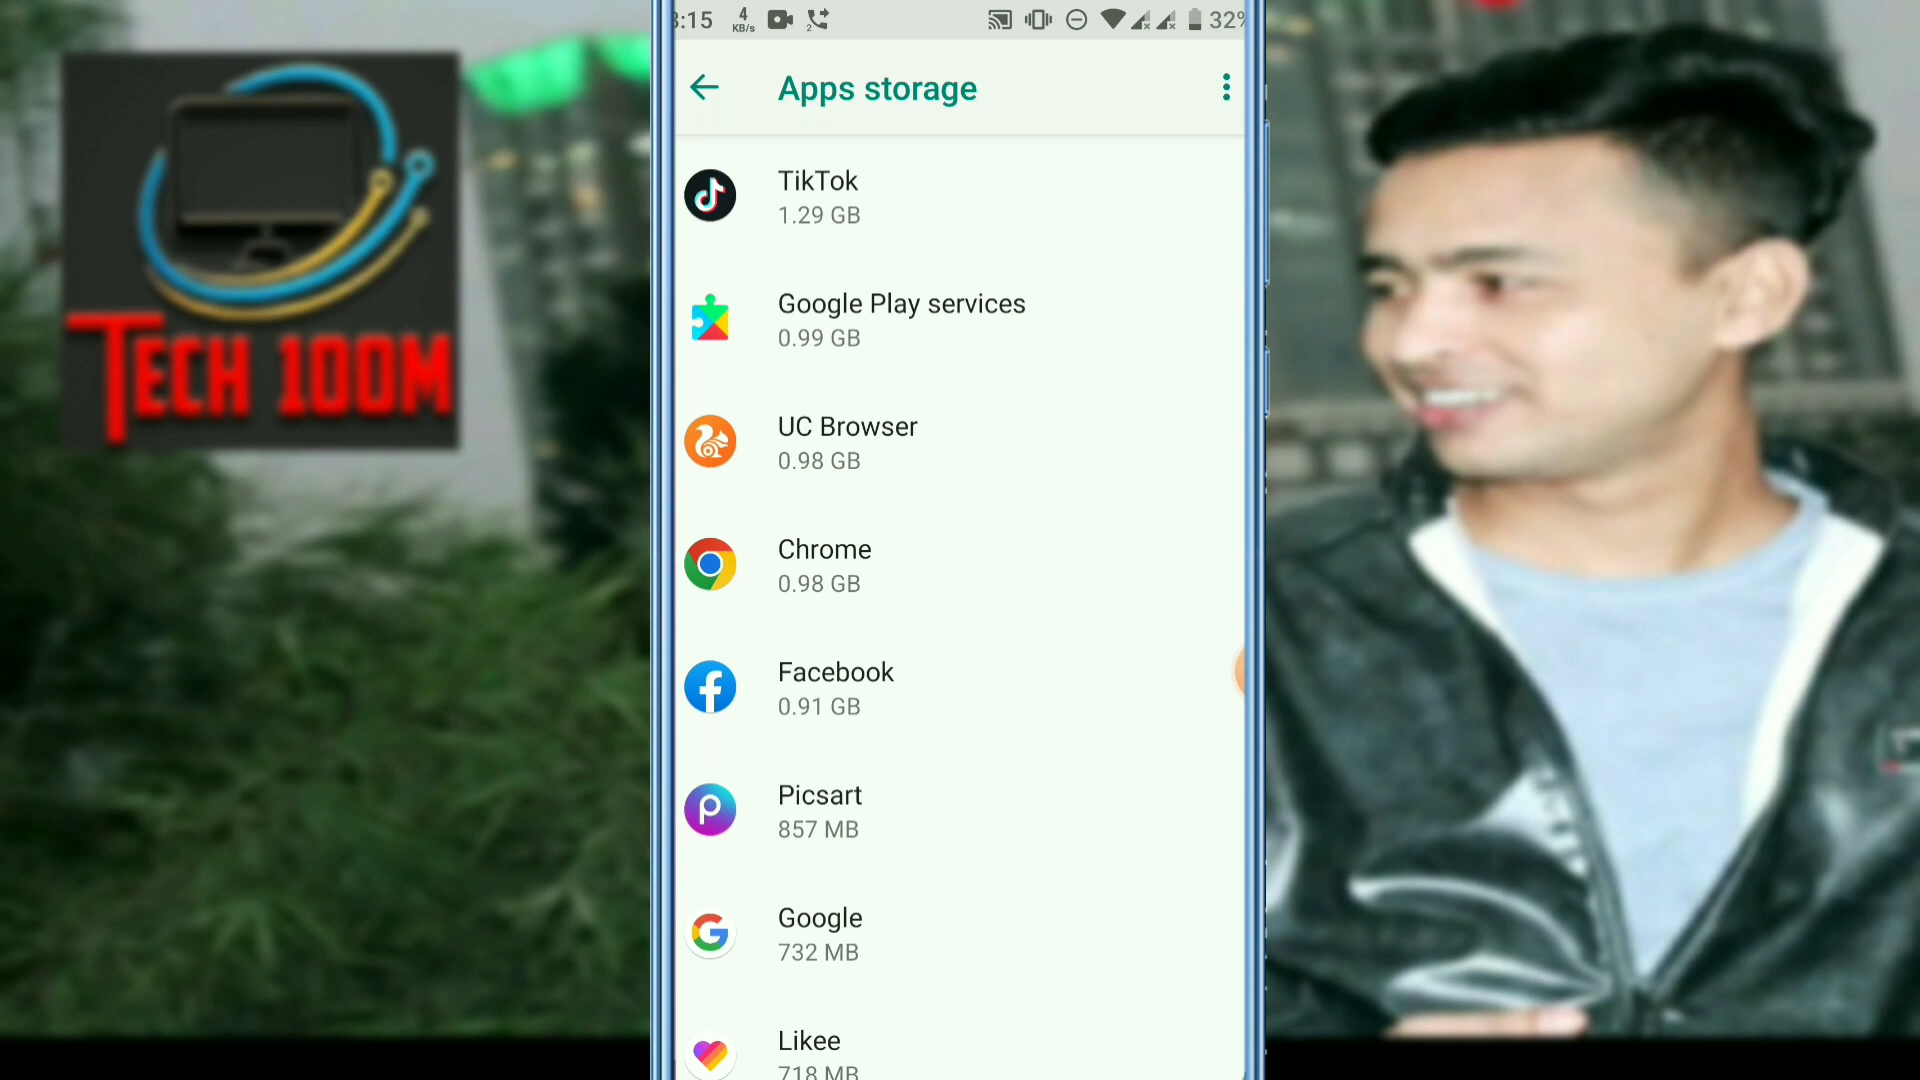 TECH 100M
:15
4
KB/s
2
32%
Apps storage
TikTok
1.29 GB
Google Play services
0.99 GB
UC Browser
0.98 GB
Chrome
0.98 GB
Facebook
0.91 GB
Picsart
857 MB
Google
732 MB
Likee
718 MB